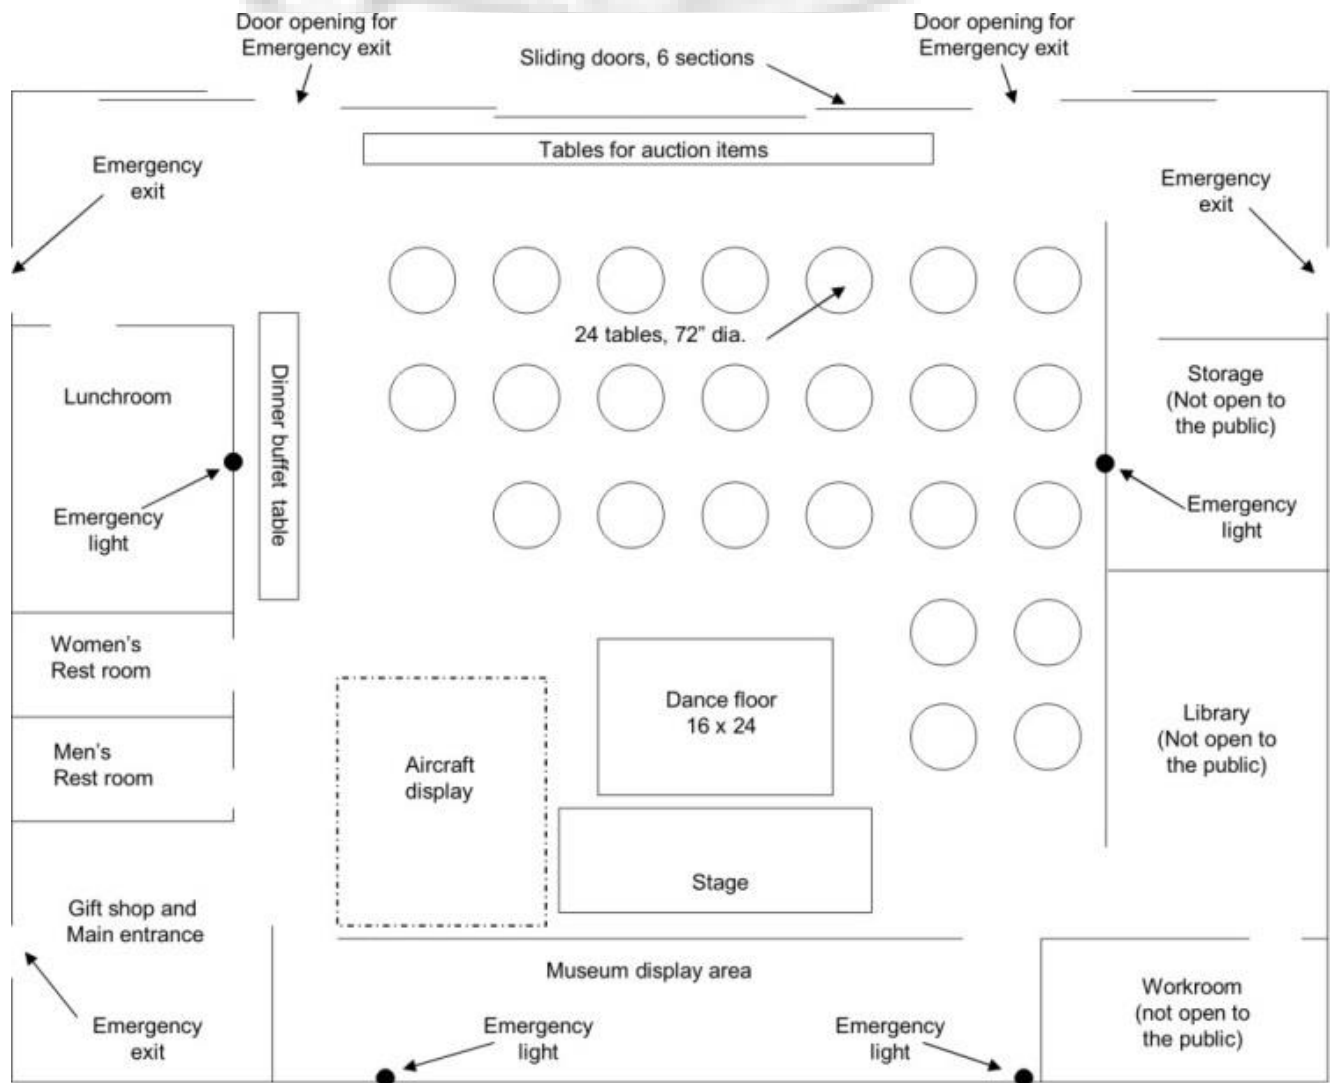 Door opening for
Emergency exit
Sliding doors, 6 sections
Door opening for
Emergency exit
Tables for auction items
Emergency
exit
Emergency
exit
24 tables, 72” dia.
Lunchroom
Dinner buffet table
Storage
(Not open to
the public)
Emergency
light
Emergency
light
Women’s
Rest room
Men’s
Rest room
Aircraft
display
Dance floor
16 x 24
Library
(Not open to
the public)
Stage
Gift shop and
Main entrance
Museum display area
Workroom
(not open to
the public)
Emergency
exit
Emergency
light
Emergency
light